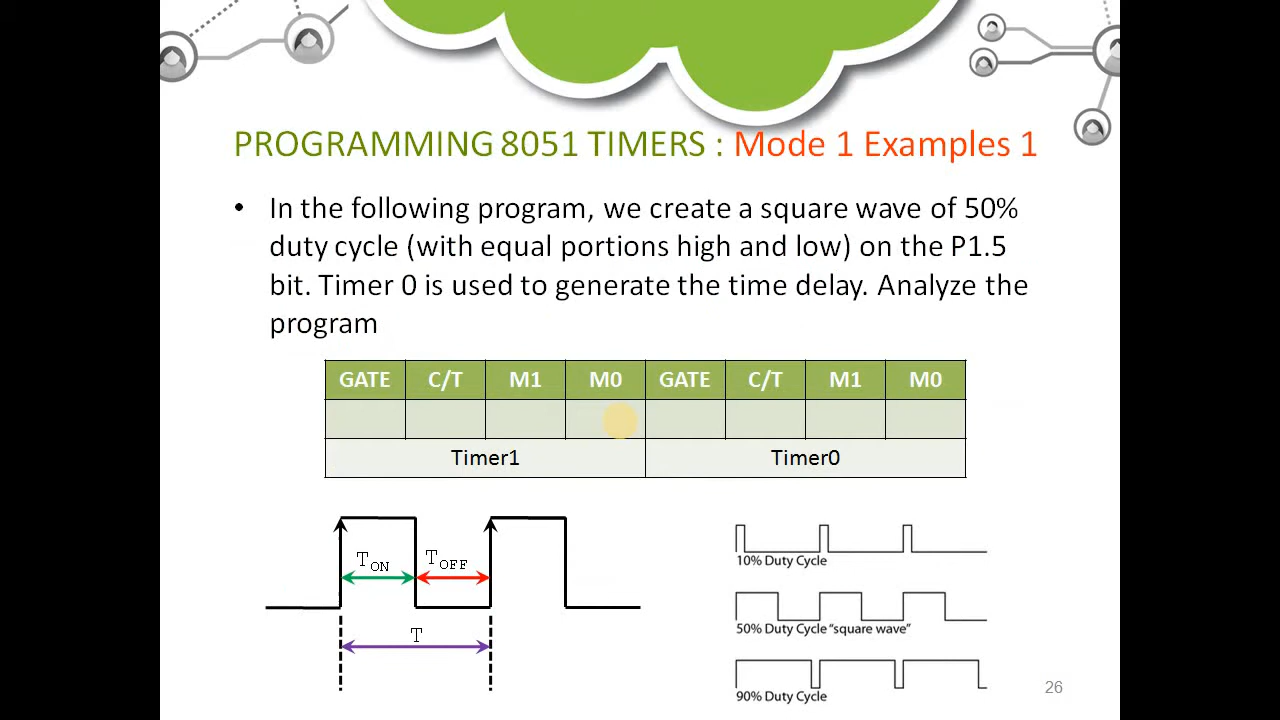 PROGRAMMING 8051 TIMERS : Mode 1 Examples 1
• In the following program, we create a square wave of 50%
duty cycle (with equal portions high and low) on the P1.5
bit. Timer 0 is used to generate the time delay. Analyze the
program
GATE C/T M1 M0 GATE C/T M1 M0
Timer1 Timer0
TON TOFF
T
10% Duty Cycle
50% Duty Cycle “square wave”
90% Duty Cycle
26